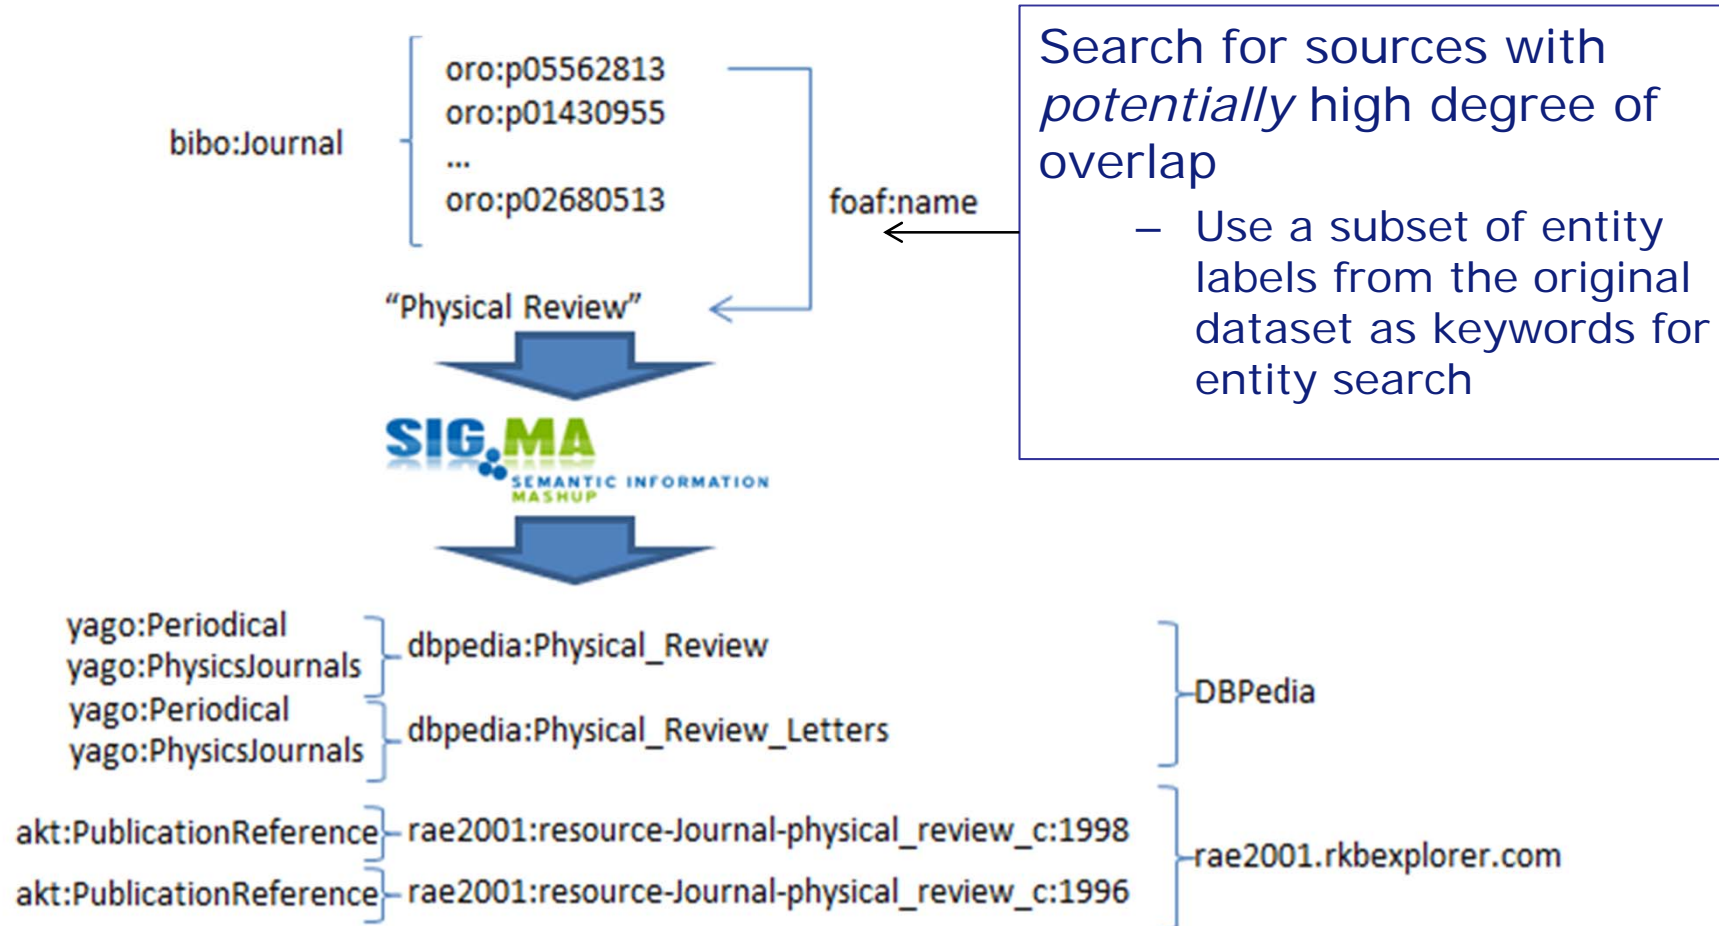 bibo:Journal
oro:p05562813
oro:p01430955
...
oro:p02680513
foaf:name
“Physical Review”
Search for sources with
potentially high degree of
overlap
– Use a subset of entity
labels from the original
dataset as keywords for
entity search
SIG.MA
SEMANTIC INFORMATION
MASHUP
yago:Periodical
yago:PhysicsJournals
dbpedia:Physical_Review
yago:Periodical
yago:PhysicsJournals
dbpedia:Physical_Review_Letters
DBPedia
akt:PublicationReference
rae2001:resource-Journal-physical_review_c:1998
akt:PublicationReference
rae2001:resource-Journal-physical_review_c:1996
rae2001.rkbexplorer.com